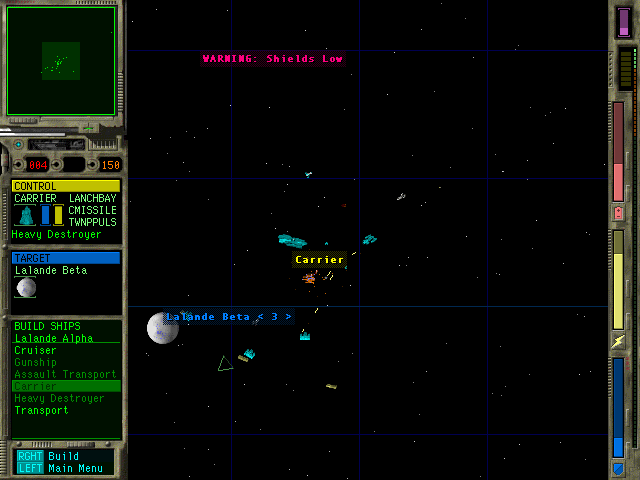 WARNING: Shields Low
004 150
CONTROL
CARRIER LANCHBAY
CMISSILE
TWNPPULS
Heavy Destroyer
TARGET
Lalande Beta
Carrier
Lalande Beta < 3 >
BUILD SHIPS
Lalande Alpha
Cruiser
Gunship
Assault Transport
Carrier
Heavy Destroyer
Transport
RGHT Build
LEFT Main Menu